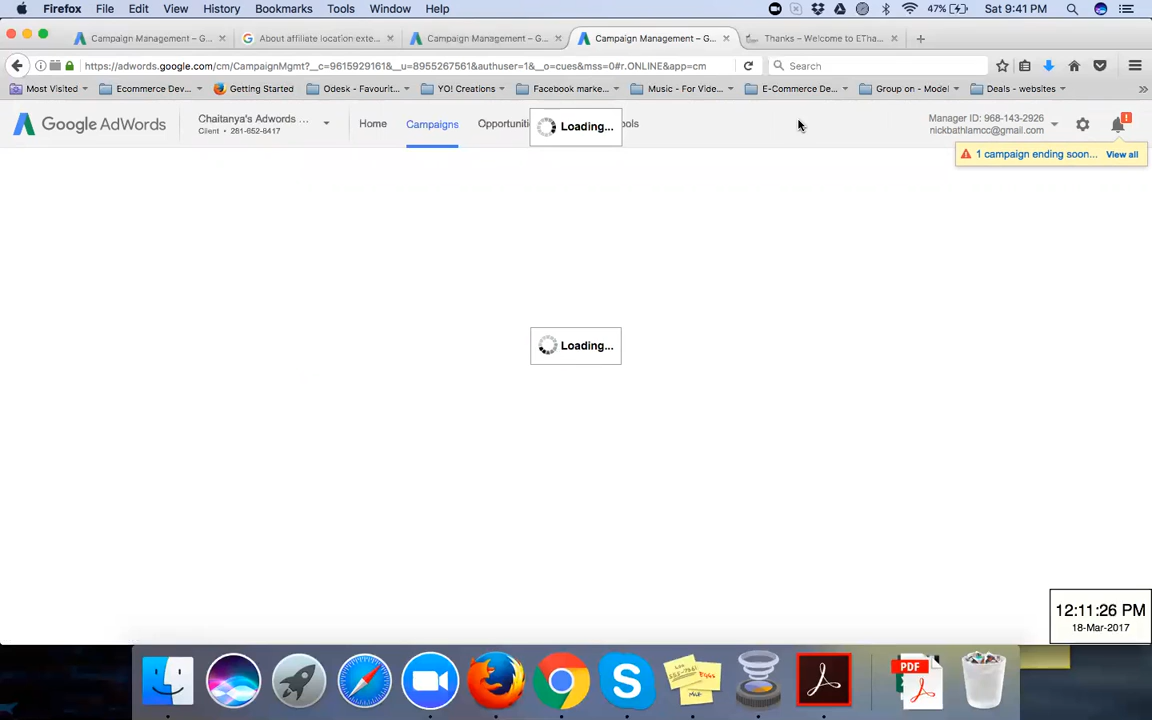 Firefox File Edit View History Bookmarks Tools Window Help 47% Sat 9:41 PM
Campaign Management – G... About affiliate location exte... Campaign Management – G... Campaign Management – G... Thanks – Welcome to ETha...
https://adwords.google.com/cm/CampaignMgmt?__c=9615929161&__u=8955267561&authuser=1&__o=cues&mss=0#r.ONLINE&app=cm Search
Most Visited Ecommerce Dev... Getting Started Odesk - Favourit... YO! Creations Facebook marke... Music - For Vide... E-Commerce De... Group on - Model Deals - websites
Google AdWords Chaitanya's Adwords ... Home Campaigns Opportuniti Loading... ols Manager ID: 968-143-2926
Client • 281-652-8417 nickbathlamcc@gmail.com
1 campaign ending soon... View all
Loading...
12:11:26 PM
18-Mar-2017
PDF